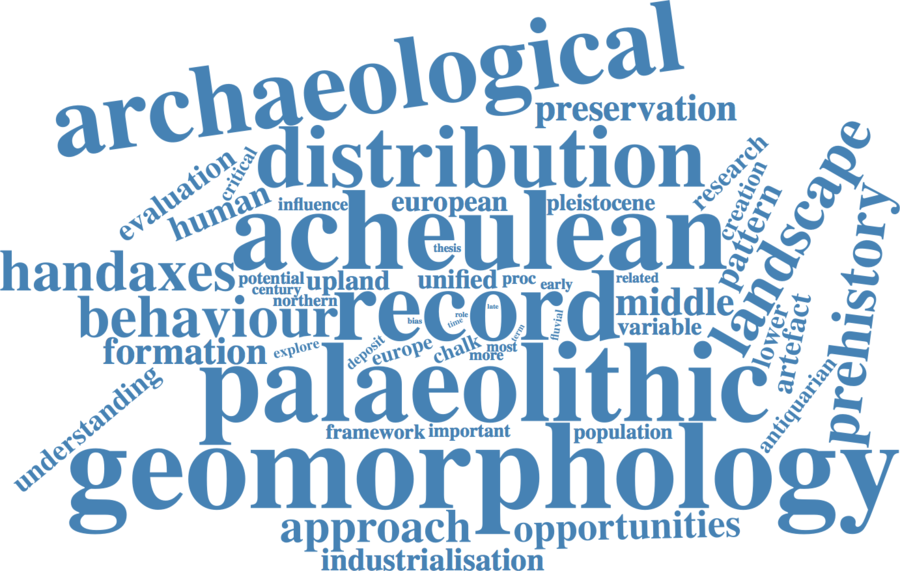 archaeological
preservation
distribution
critical
evaluation
human
research
creation
landscape
influence
european
pleistocene
pattern
prehistory
acheulean
thesis
handaxes
potential
upland
unified
proc
early
related
century
northern
record
late
middle
behaviour
bias
role
time
term
fluvial
variable
lower
artefact
formation
explore
deposit
europe
chalk
most
more
palaeolithic
antiquarian
understanding
framework
important
population
geomorphology
approach
opportunities
industrialisation